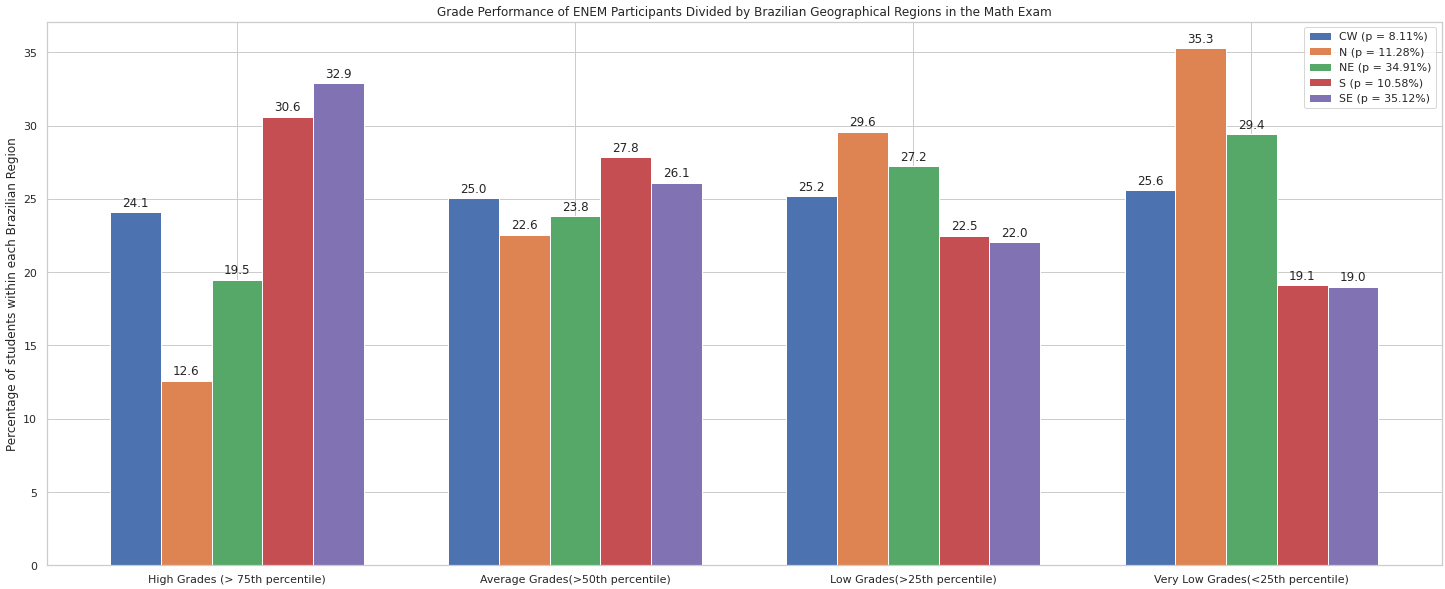 Grade Performance of ENEM Participants Divided by Brazilian Geographical Regions in the Math Exam
Percentage of students within each Brazilian Region
35
30
25
20
15
10
5
0
24.1
12.6
19.5
30.6
32.9
25.0
22.6
23.8
27.8
26.1
25.2
29.6
27.2
22.5
22.0
25.6
35.3
29.4
19.1
19.0
CW (p = 8.11%)
N (p = 11.28%)
NE (p = 34.91%)
S (p = 10.58%)
SE (p = 35.12%)
High Grades (> 75th percentile)
Average Grades(>50th percentile)
Low Grades(>25th percentile)
Very Low Grades(<25th percentile)